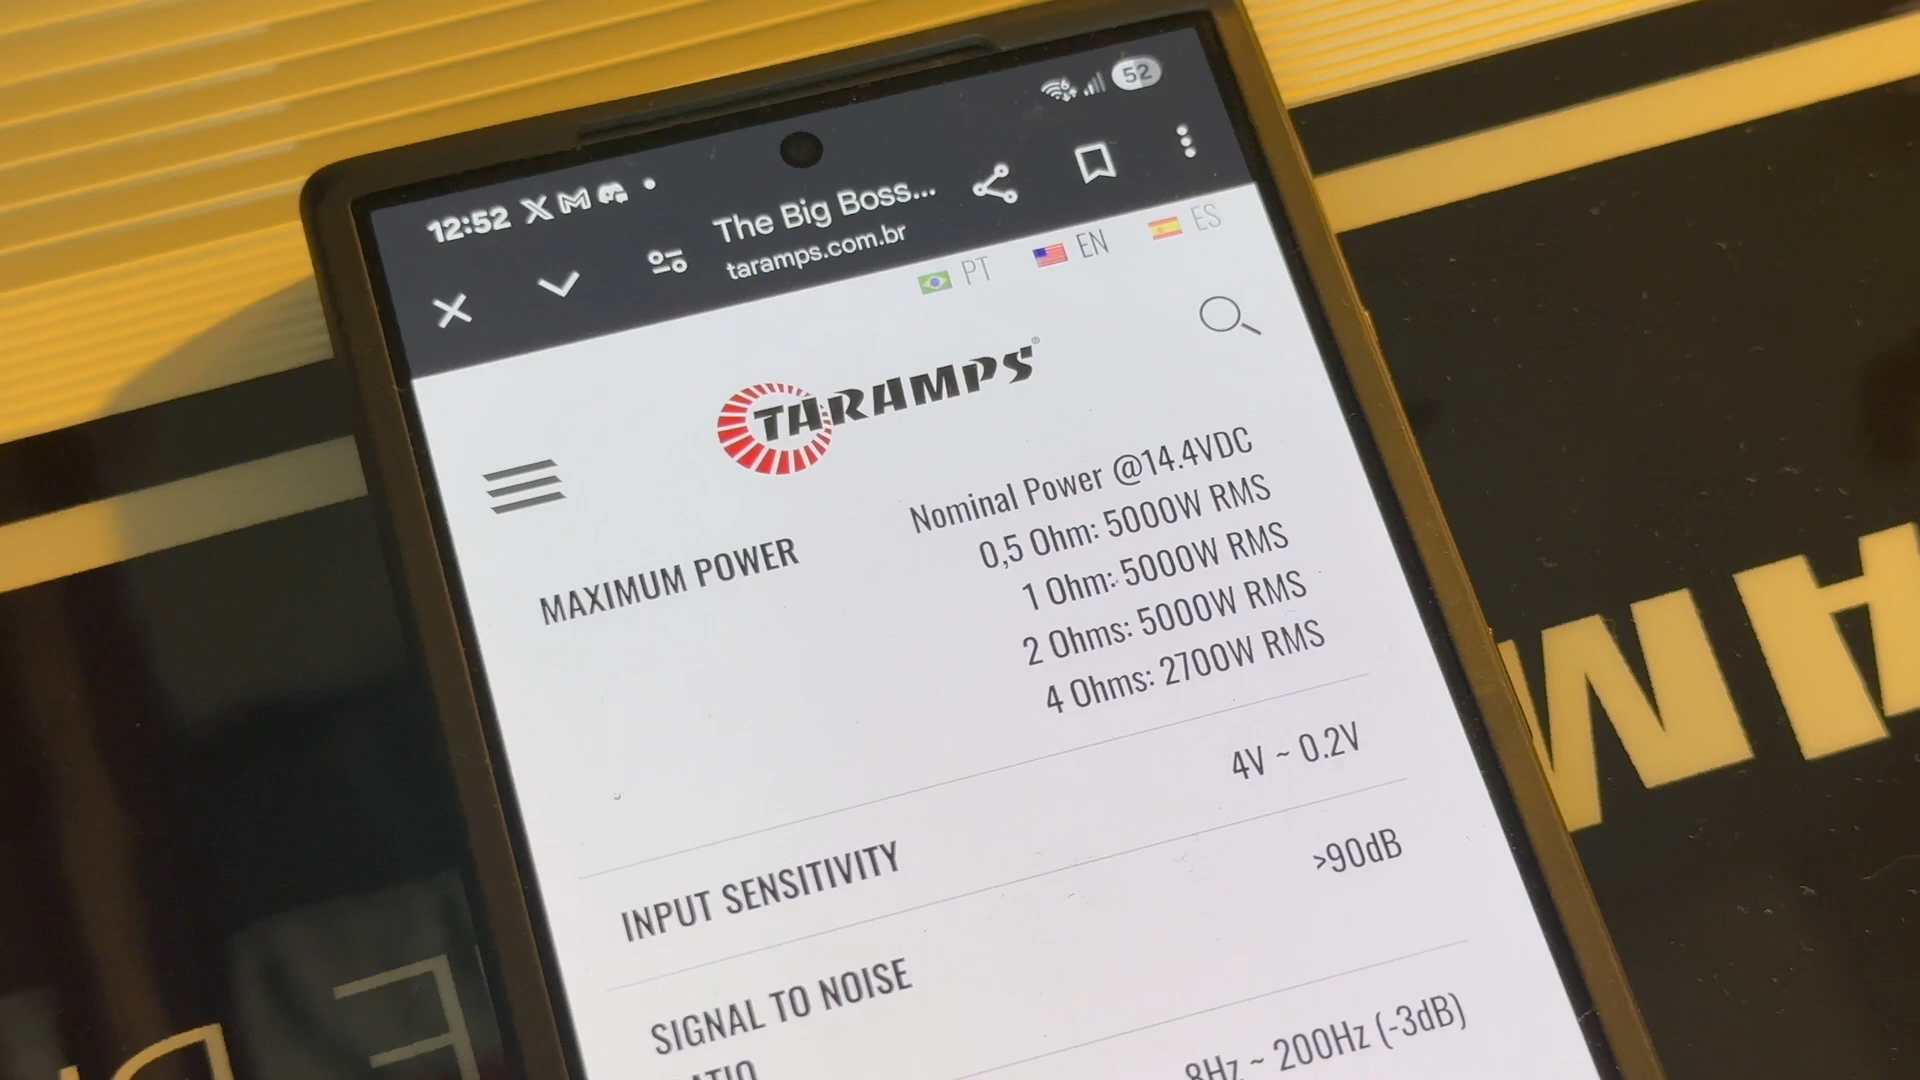 12:52
52
The Big Boss...
taramps.com.br
PT
EN
ES
TARAMPS
MAXIMUM POWER
Nominal Power @14.4VDC
0,5 Ohm: 5000W RMS
1 Ohm: 5000W RMS
2 Ohms: 5000W RMS
4 Ohms: 2700W RMS
INPUT SENSITIVITY
4V ~ 0.2V
SIGNAL TO NOISE
>90dB
8Hz ~ 200Hz (-3dB)